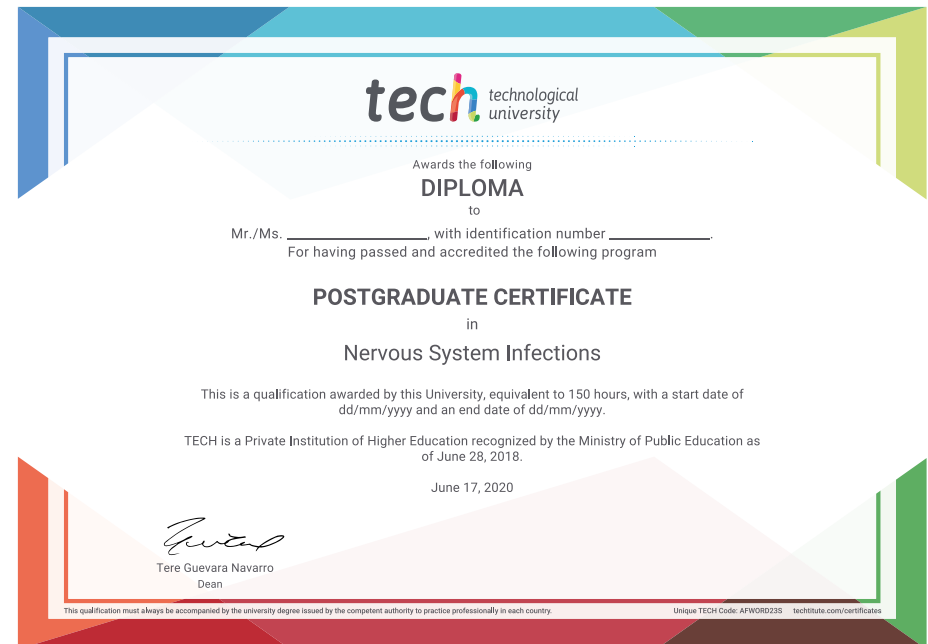 tech technological
university
Awards the following
DIPLOMA
to
Mr./Ms. ____________________, with identification number ______________.
For having passed and accredited the following program
POSTGRADUATE CERTIFICATE
in
Nervous System Infections
This is a qualification awarded by this University, equivalent to 150 hours, with a start date of
dd/mm/yyyy and an end date of dd/mm/yyyy.
TECH is a Private Institution of Higher Education recognized by the Ministry of Public Education as
of June 28, 2018.
June 17, 2020
Tere Guevara Navarro
Dean
This qualification must always be accompanied by the university degree issued by the competent authority to practice professionally in each country. Unique TECH Code: AFWORD23S techtitute.com/certificates